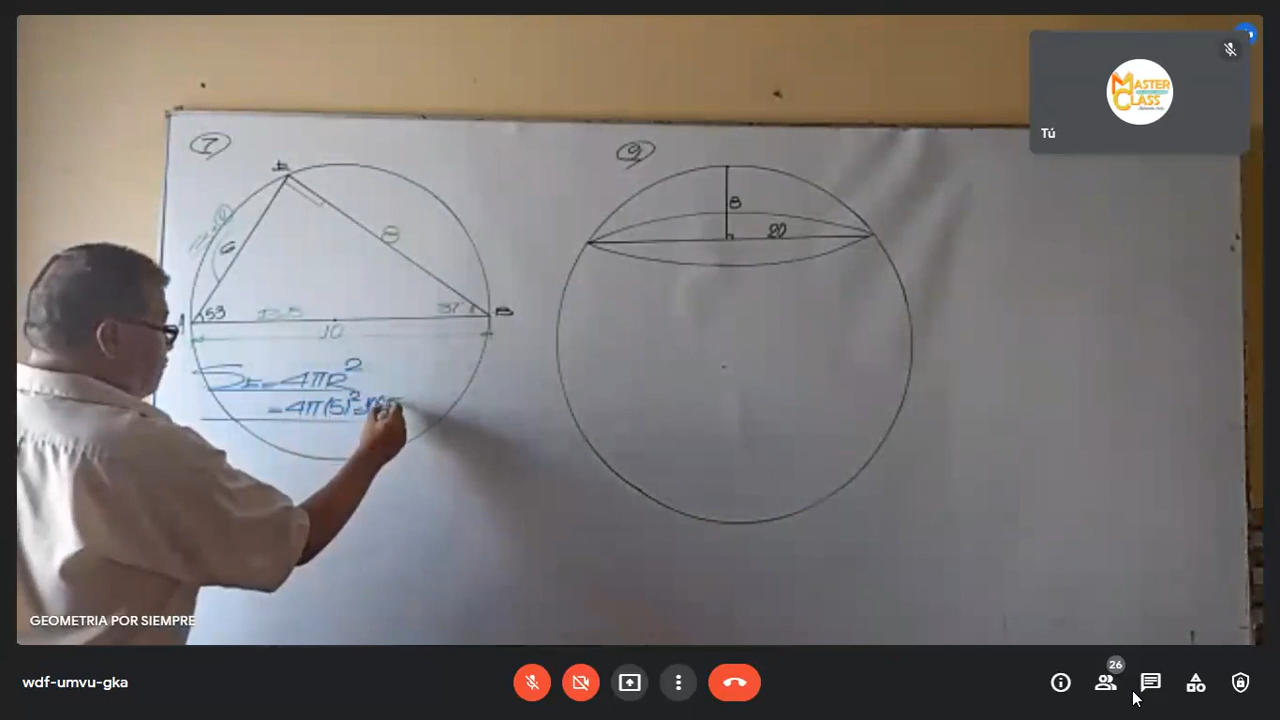 7
E
6
8
A
53
37
B
10
SE=4πR²
=4π(5)²=
9
8
20
MASTER
CLASS
Tú
GEOMETRIA POR SIEMPRE
wdf-umvu-gka
26